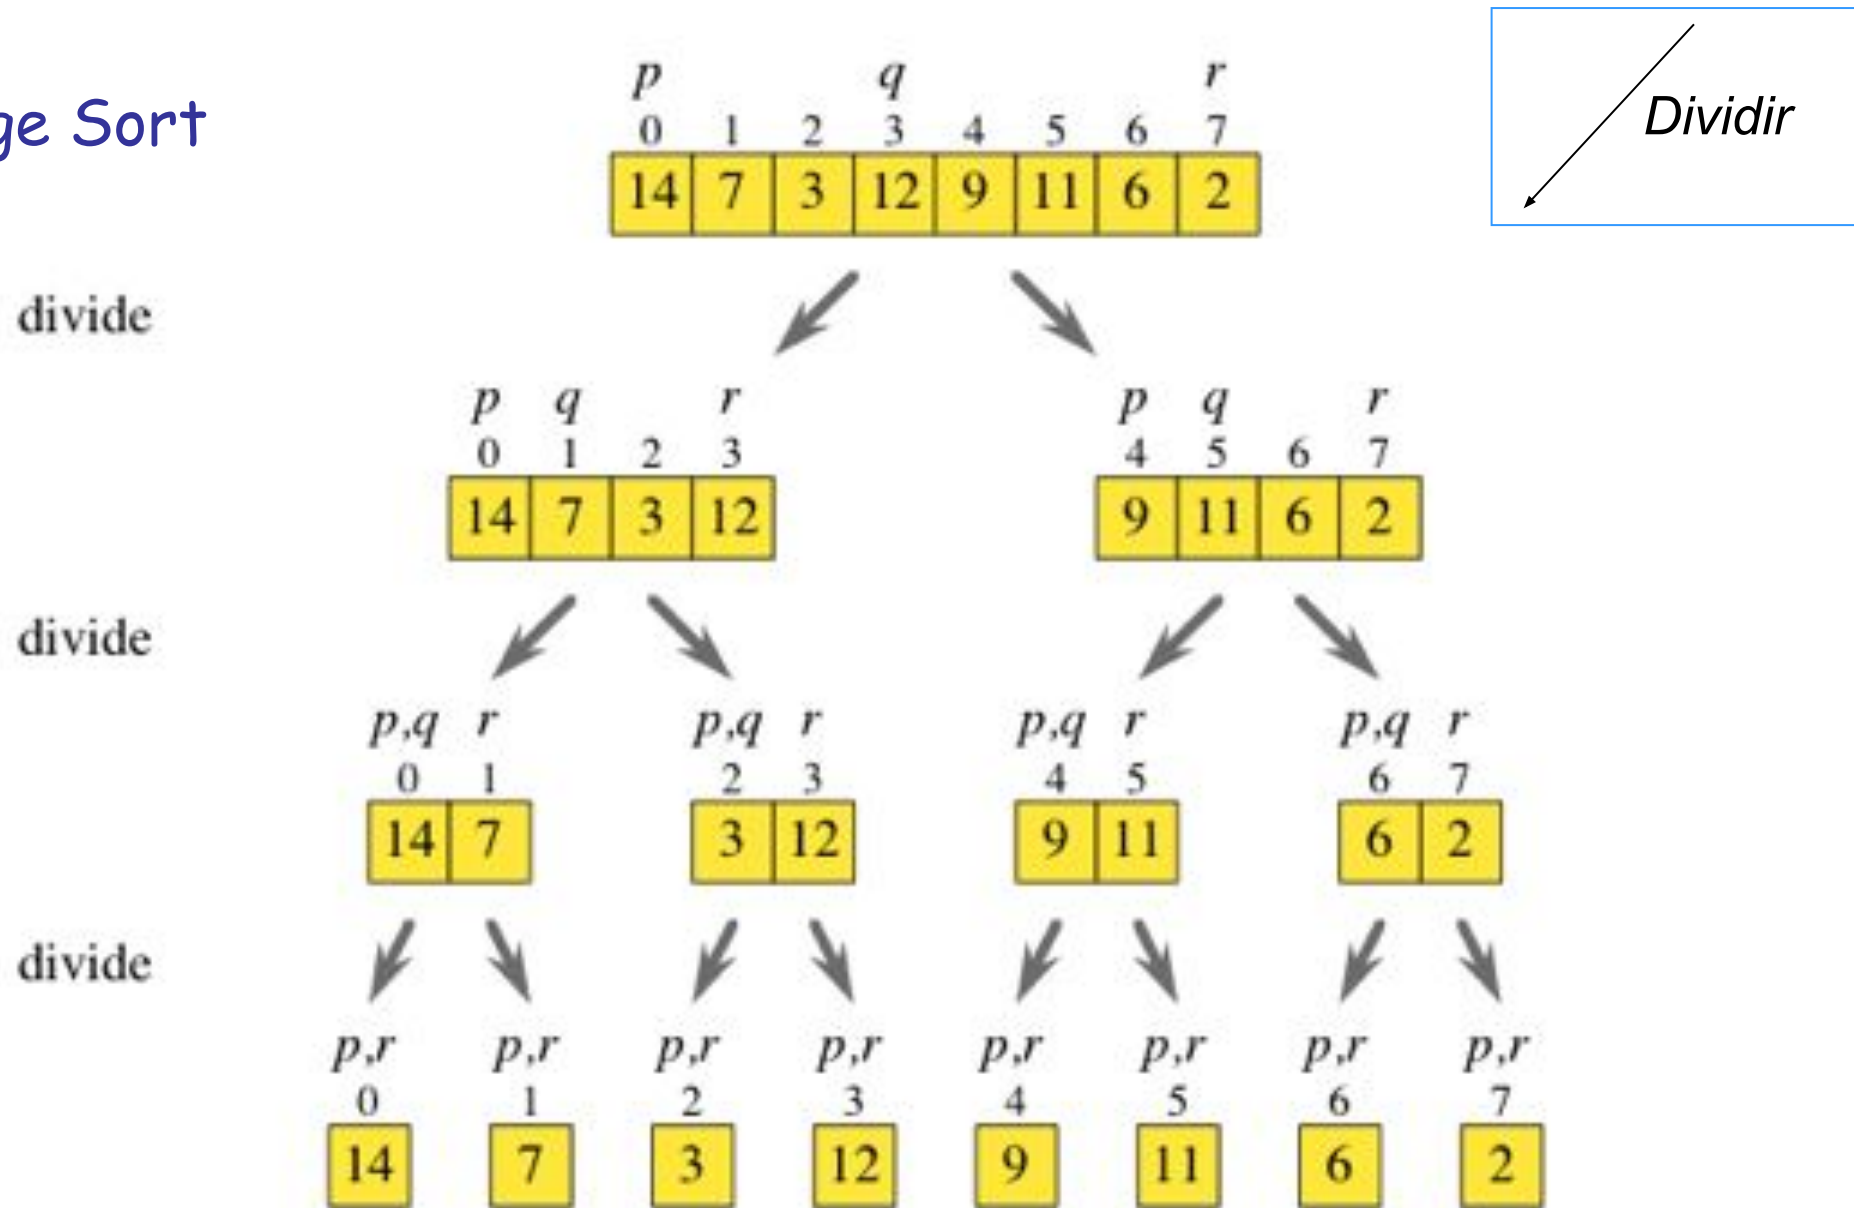 ge Sort
Dividir
p q r
0 1 2 3 4 5 6 7
14 7 3 12 9 11 6 2
divide
p q r p q r
0 1 2 3 4 5 6 7
14 7 3 12 9 11 6 2
divide
p,q r p,q r p,q r p,q r
0 1 2 3 4 5 6 7
14 7 3 12 9 11 6 2
divide
p,r p,r p,r p,r p,r p,r p,r p,r
0 1 2 3 4 5 6 7
14 7 3 12 9 11 6 2